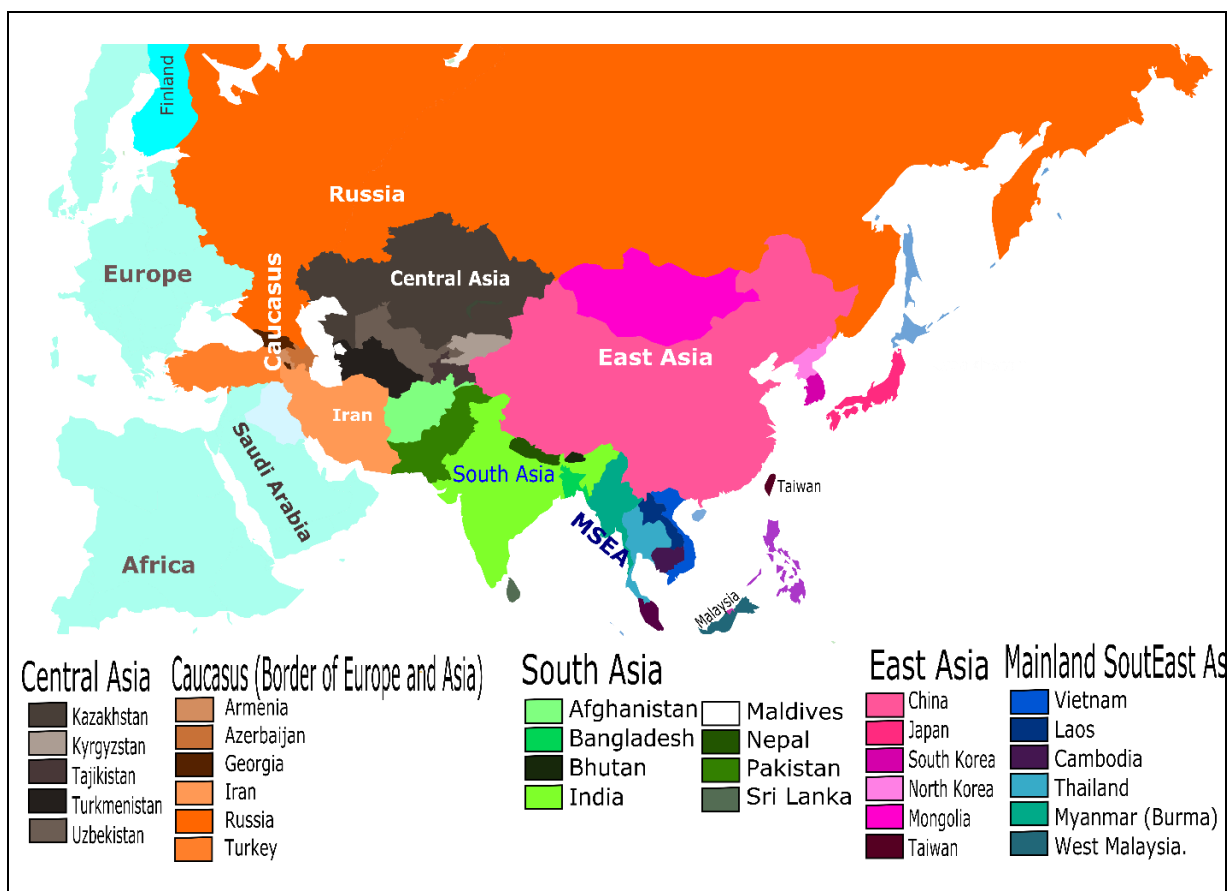 Finland
Russia
Europe
Caucasus
Central Asia
East Asia
Iran
Saudi Arabia
South Asia
Taiwan
MSEA
Africa
Malaysia
Central Asia
Kazakhstan
Kyrgyzstan
Tajikistan
Turkmenistan
Uzbekistan
Caucasus (Border of Europe and Asia)
Armenia
Azerbaijan
Georgia
Iran
Russia
Turkey
South Asia
Afghanistan
Bangladesh
Bhutan
India
Maldives
Nepal
Pakistan
Sri Lanka
East Asia
China
Japan
South Korea
North Korea
Mongolia
Taiwan
Mainland SoutEast As
Vietnam
Laos
Cambodia
Thailand
Myanmar (Burma)
West Malaysia.